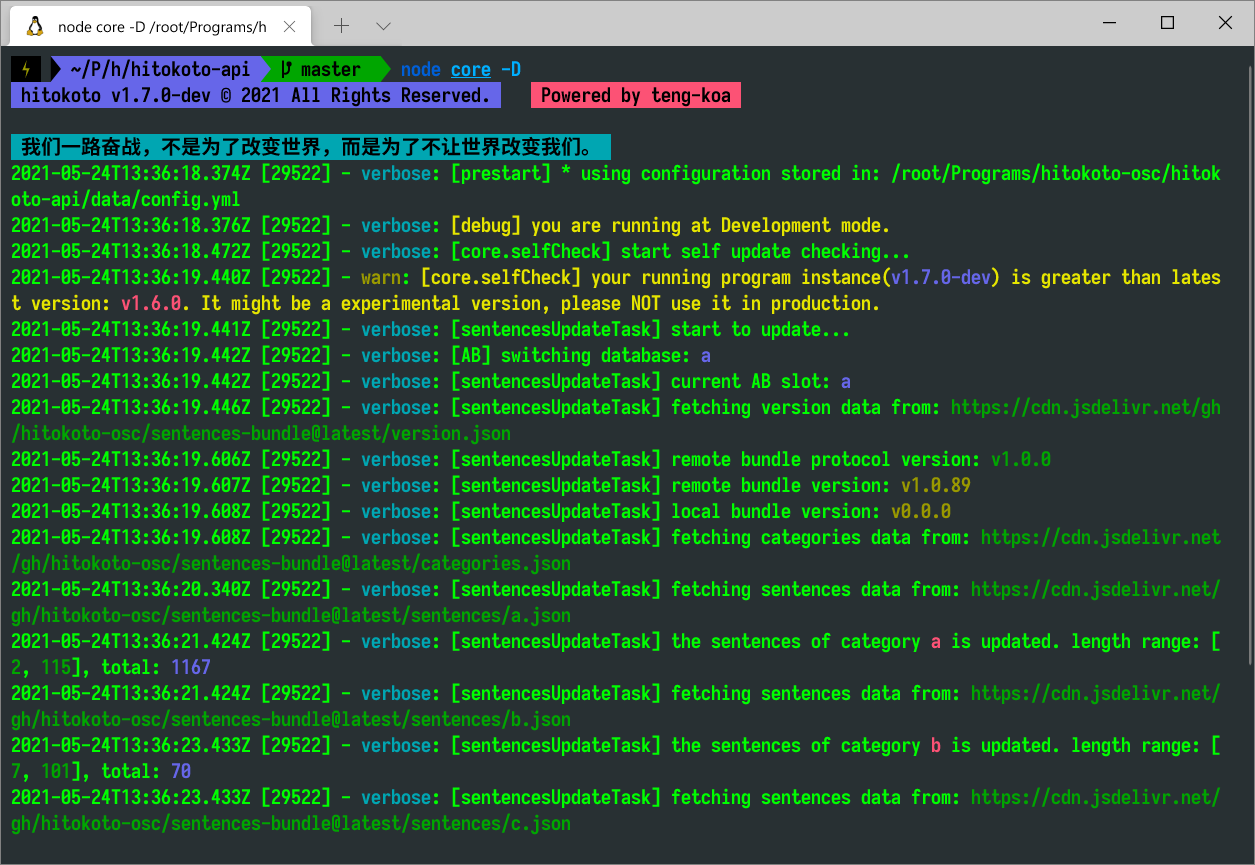 node core -D /root/Programs/h
~/P/h/hitokoto-api master node core -D
hitokoto v1.7.0-dev © 2021 All Rights Reserved. Powered by teng-koa
我们一路奋战，不是为了改变世界，而是为了不让世界改变我们。
2021-05-24T13:36:18.374Z [29522] - verbose: [prestart] * using configuration stored in: /root/Programs/hitokoto-osc/hitok
oto-api/data/config.yml
2021-05-24T13:36:18.376Z [29522] - verbose: [debug] you are running at Development mode.
2021-05-24T13:36:18.472Z [29522] - verbose: [core.selfCheck] start self update checking...
2021-05-24T13:36:19.440Z [29522] - warn: [core.selfCheck] your running program instance(v1.7.0-dev) is greater than lates
t version: v1.6.0. It might be a experimental version, please NOT use it in production.
2021-05-24T13:36:19.441Z [29522] - verbose: [sentencesUpdateTask] start to update...
2021-05-24T13:36:19.442Z [29522] - verbose: [AB] switching database: a
2021-05-24T13:36:19.442Z [29522] - verbose: [sentencesUpdateTask] current AB slot: a
2021-05-24T13:36:19.446Z [29522] - verbose: [sentencesUpdateTask] fetching version data from: https://cdn.jsdelivr.net/gh
/hitokoto-osc/sentences-bundle@latest/version.json
2021-05-24T13:36:19.606Z [29522] - verbose: [sentencesUpdateTask] remote bundle protocol version: v1.0.0
2021-05-24T13:36:19.607Z [29522] - verbose: [sentencesUpdateTask] remote bundle version: v1.0.89
2021-05-24T13:36:19.608Z [29522] - verbose: [sentencesUpdateTask] local bundle version: v0.0.0
2021-05-24T13:36:19.608Z [29522] - verbose: [sentencesUpdateTask] fetching categories data from: https://cdn.jsdelivr.net
/gh/hitokoto-osc/sentences-bundle@latest/categories.json
2021-05-24T13:36:20.340Z [29522] - verbose: [sentencesUpdateTask] fetching sentences data from: https://cdn.jsdelivr.net/
gh/hitokoto-osc/sentences-bundle@latest/sentences/a.json
2021-05-24T13:36:21.424Z [29522] - verbose: [sentencesUpdateTask] the sentences of category a is updated. length range: [
2, 115], total: 1167
2021-05-24T13:36:21.424Z [29522] - verbose: [sentencesUpdateTask] fetching sentences data from: https://cdn.jsdelivr.net/
gh/hitokoto-osc/sentences-bundle@latest/sentences/b.json
2021-05-24T13:36:23.433Z [29522] - verbose: [sentencesUpdateTask] the sentences of category b is updated. length range: [
7, 101], total: 70
2021-05-24T13:36:23.433Z [29522] - verbose: [sentencesUpdateTask] fetching sentences data from: https://cdn.jsdelivr.net/
gh/hitokoto-osc/sentences-bundle@latest/sentences/c.json